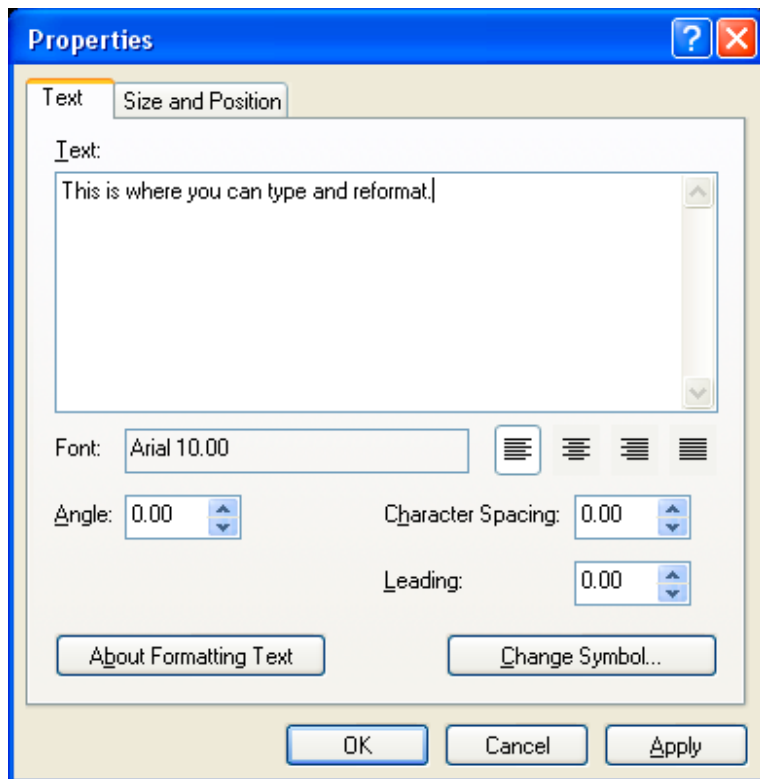 Properties
Text Size and Position
Text:
This is where you can type and reformat.
Font: Arial 10.00
Angle: 0.00 Character Spacing: 0.00
Leading: 0.00
About Formatting Text Change Symbol...
OK Cancel Apply